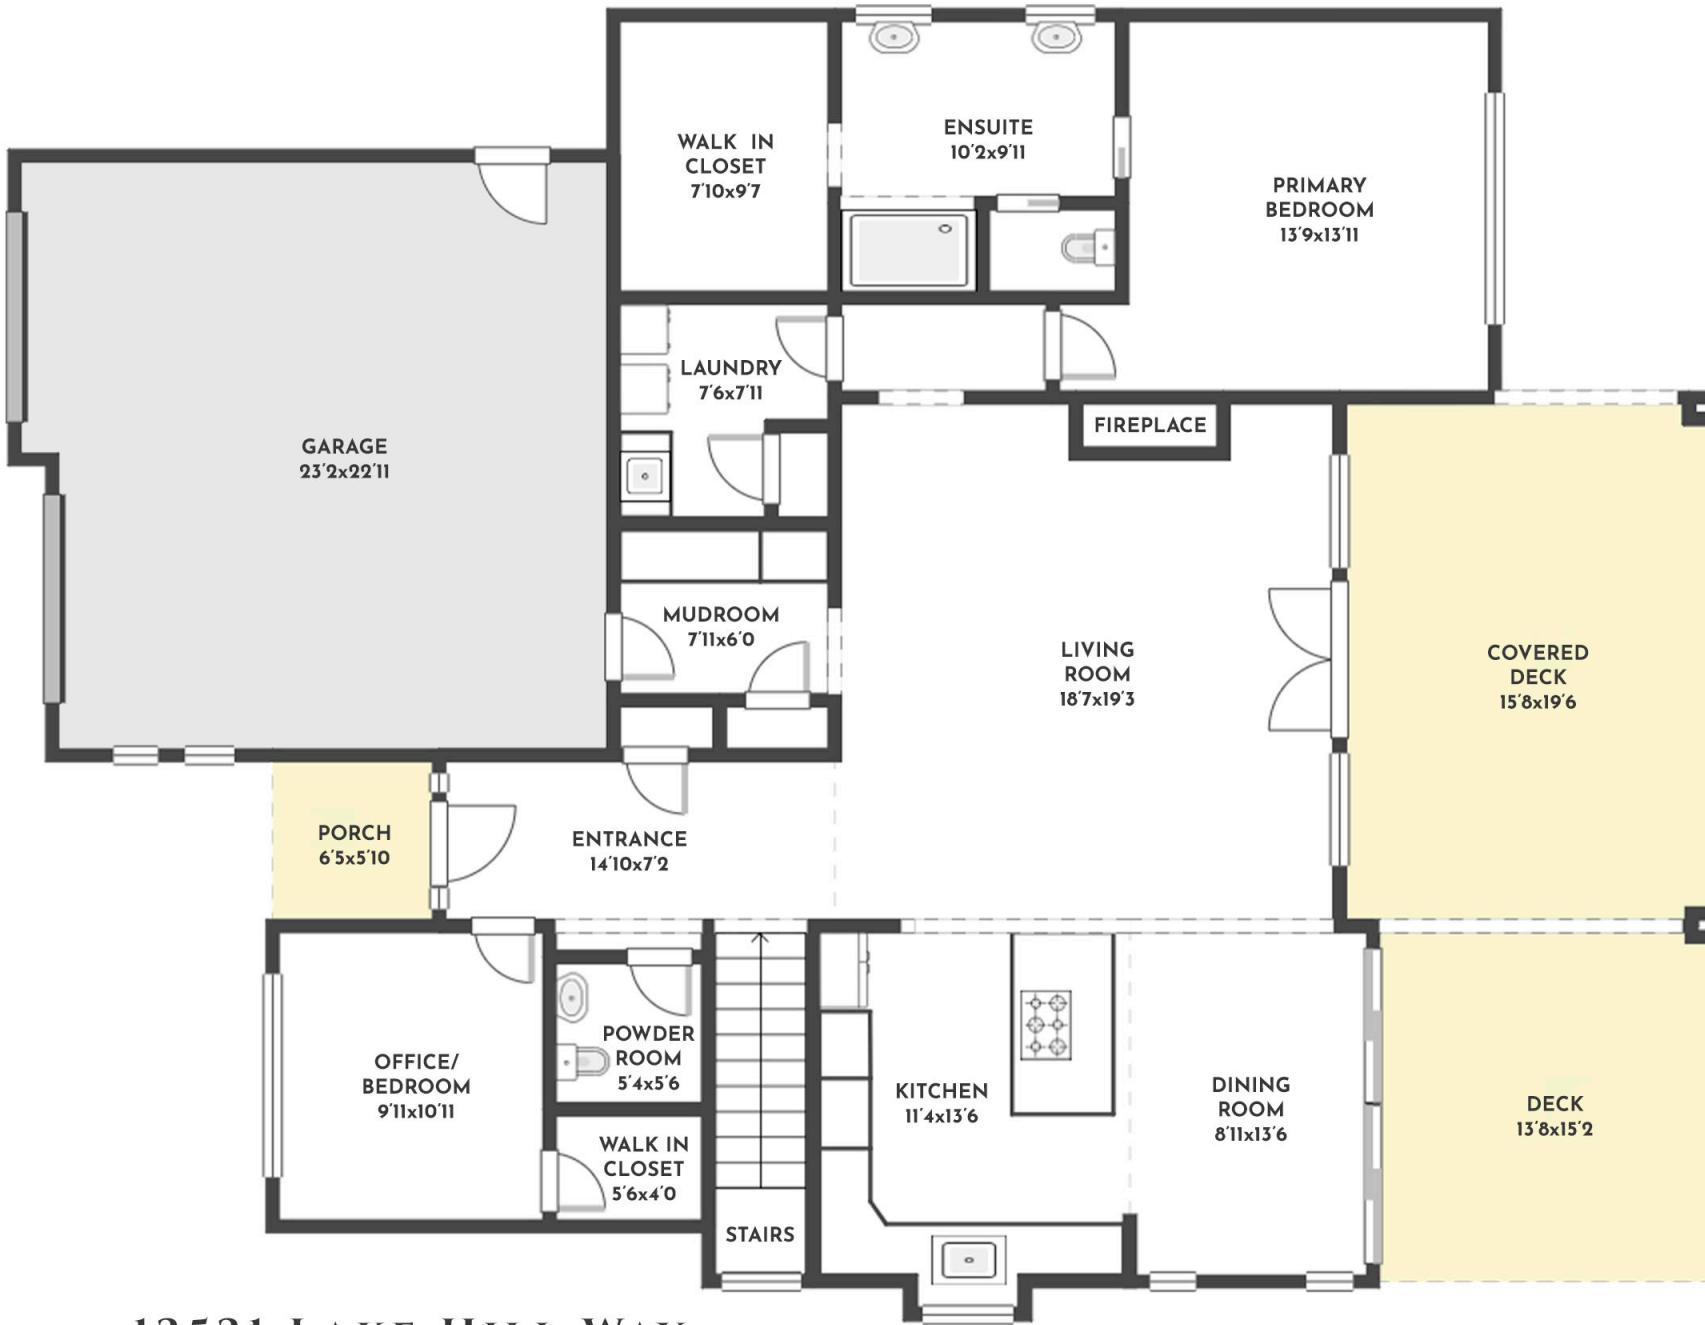 WALK IN
CLOSET
7'10x9'7
ENSUITE
10'2x9'11
PRIMARY
BEDROOM
13'9x13'11
GARAGE
23'2x22'11
LAUNDRY
7'6x7'11
FIREPLACE
MUDROOM
7'11x6'0
LIVING
ROOM
18'7x19'3
COVERED
DECK
15'8x19'6
PORCH
6'5x5'10
ENTRANCE
14'10x7'2
OFFICE/
BEDROOM
9'11x10'11
POWDER
ROOM
5'4x5'6
WALK IN
CLOSET
5'6x4'0
STAIRS
KITCHEN
11'4x13'6
DINING
ROOM
8'11x13'6
DECK
13'8x15'2
12521 LAKE HILL WAY